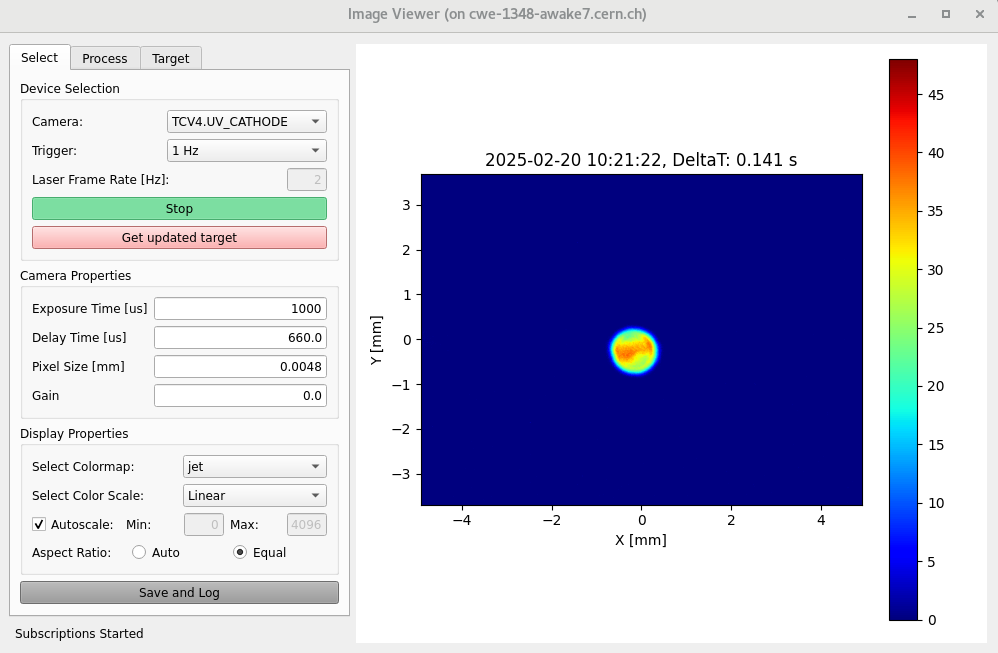 Image Viewer (on cwe-1348-awake7.cern.ch)
Select Process Target
Device Selection
Camera: TCV4.UV_CATHODE
Trigger: 1 Hz
Laser Frame Rate [Hz]: 2
Stop
Get updated target
Camera Properties
Exposure Time [us] 1000
Delay Time [us] 660.0
Pixel Size [mm] 0.0048
Gain 0.0
Display Properties
Select Colormap: jet
Select Color Scale: Linear
Autoscale: Min: 0 Max: 4096
Aspect Ratio: Auto Equal
Save and Log
Subscriptions Started
2025-02-20 10:21:22, DeltaT: 0.141 s
3
2
1
0
−1
−2
−3
Y [mm]
−4 −2 0 2 4
X [mm]
45
40
35
30
25
20
15
10
5
0